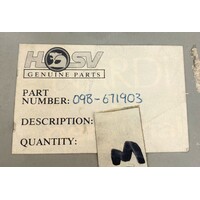 HSV
GENUINE PARTS
PART
NUMBER: 098-671903
DESCRIPTION:
QUANTITY:
M